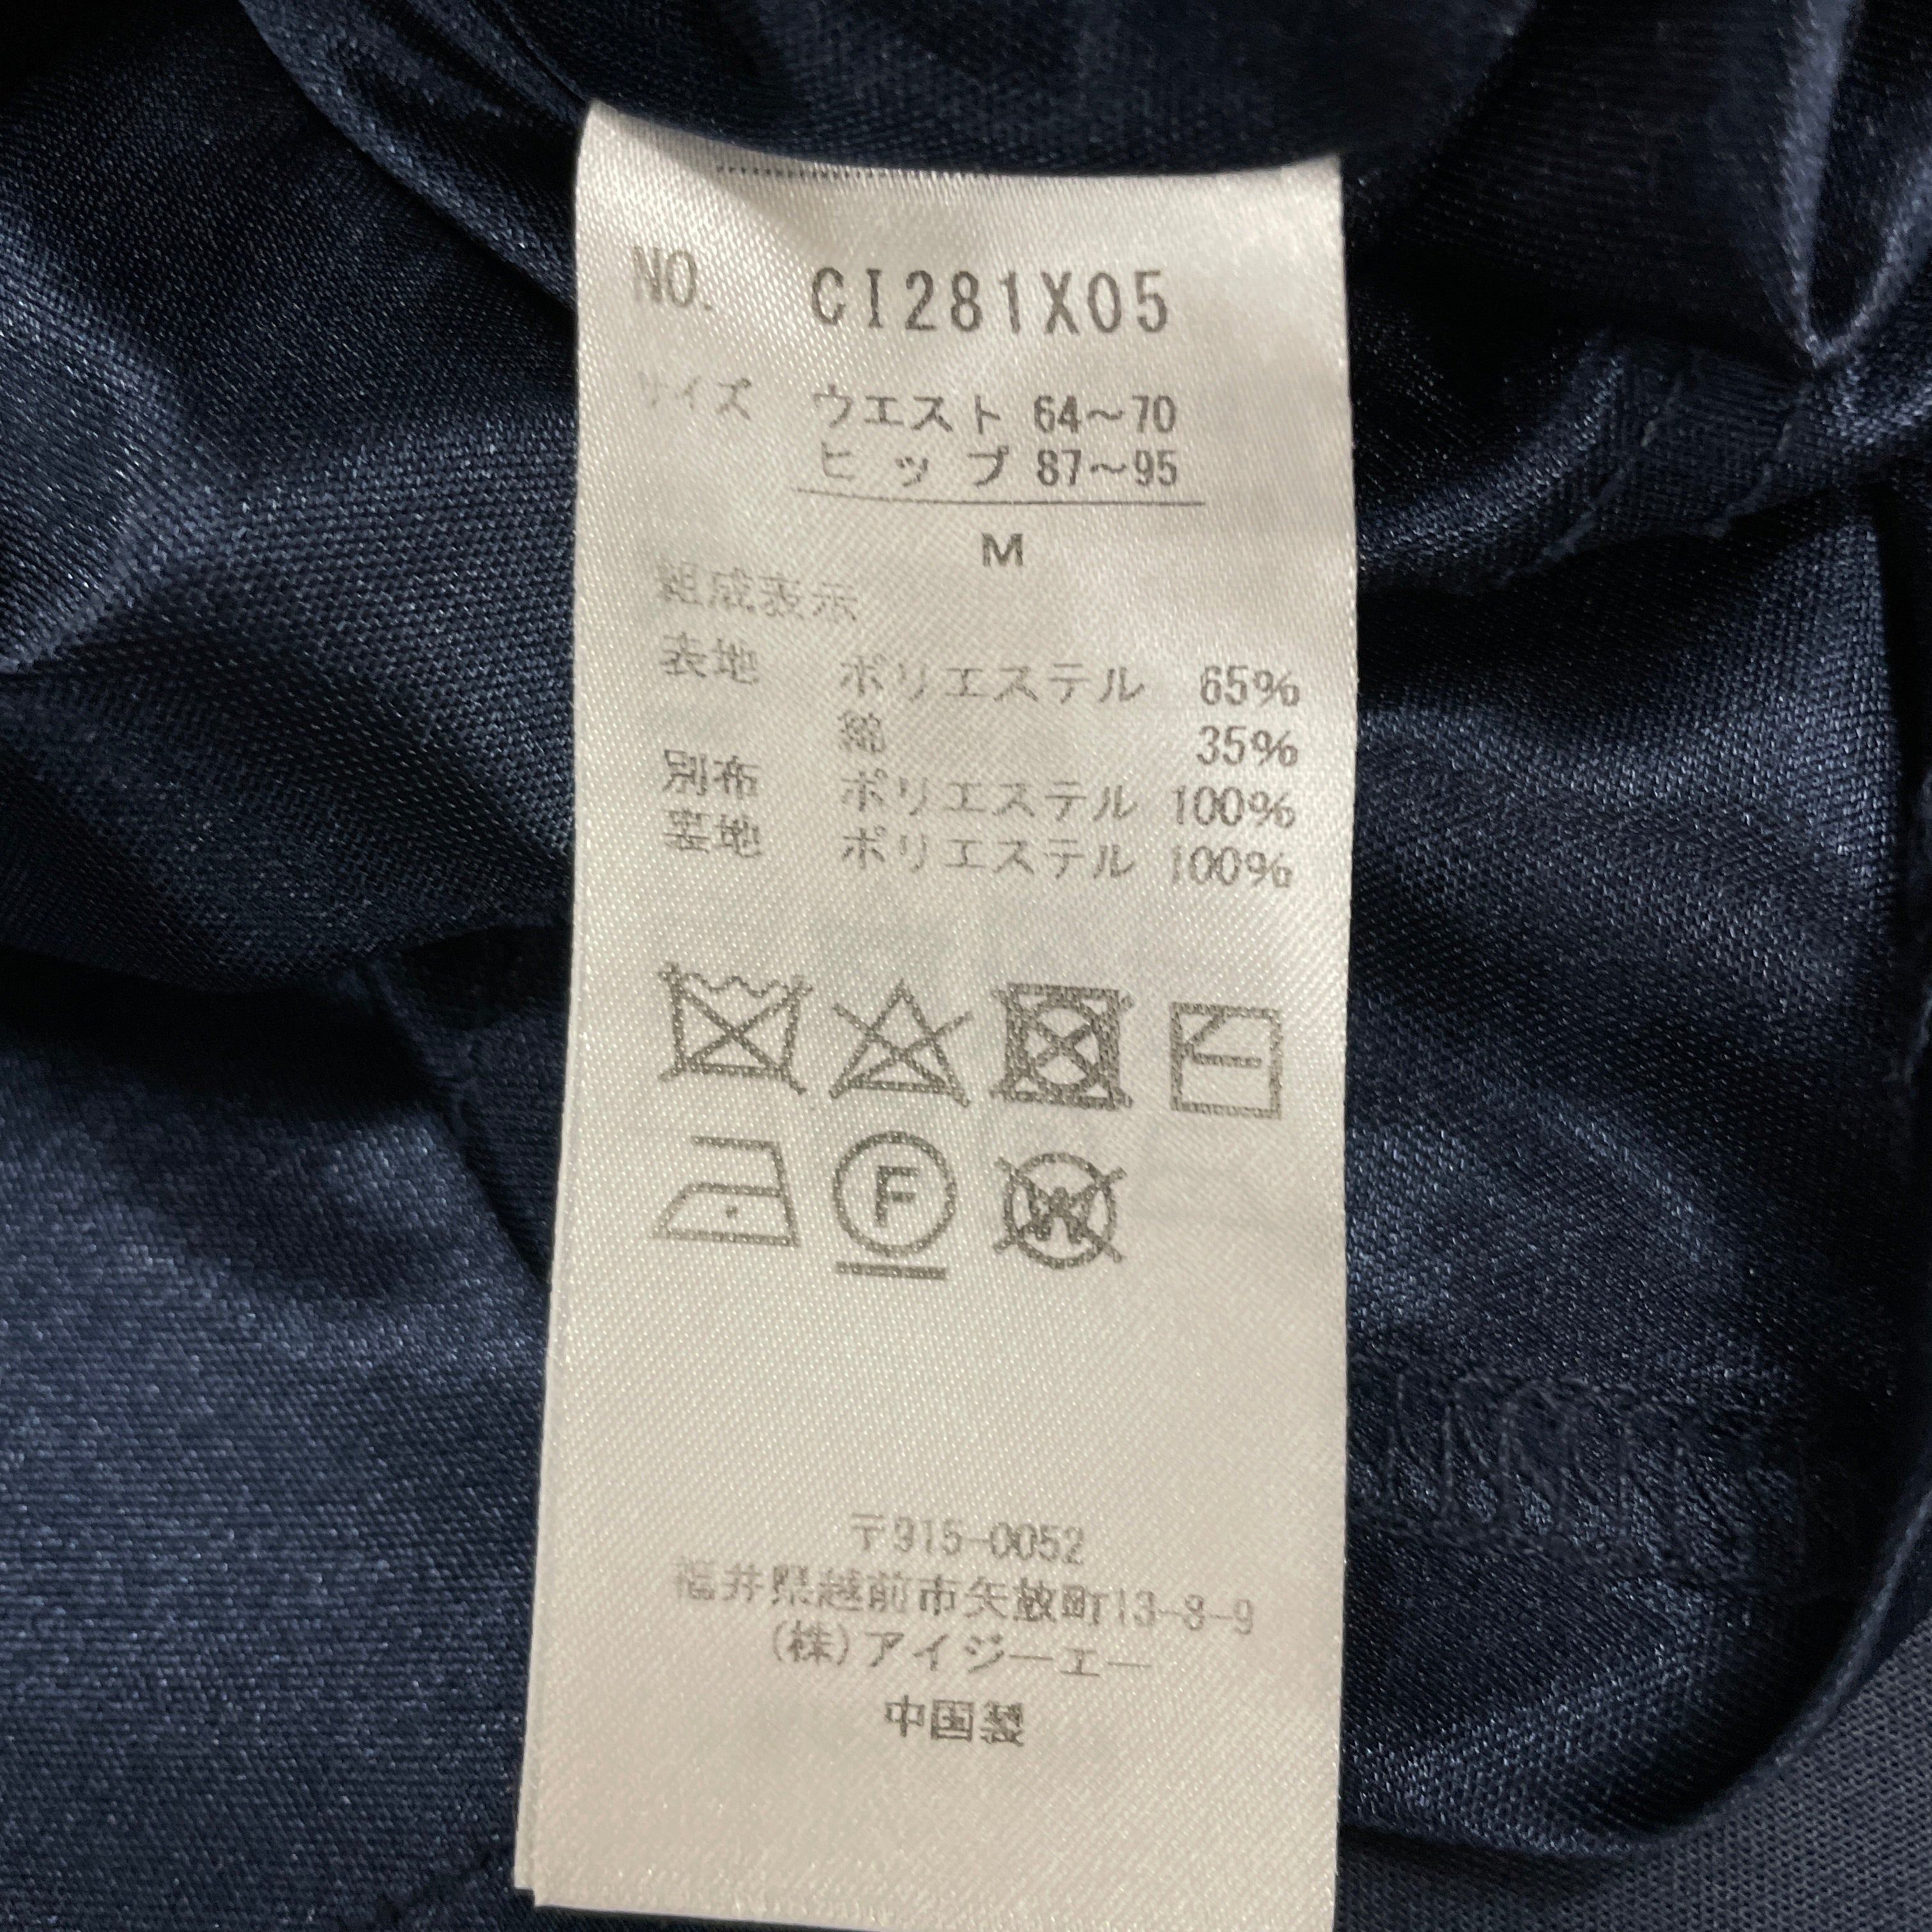 NO. CI281X05
サイズ ウエスト 64～70
ヒップ 87～95
M
組成表示
表地 ポリエステル 65%
綿 35%
別布 ポリエステル 100%
裏地 ポリエステル 100%
F
W
〒915-0052
福井県越前市矢放町13-8-9
(株)アイジーエー
中国製